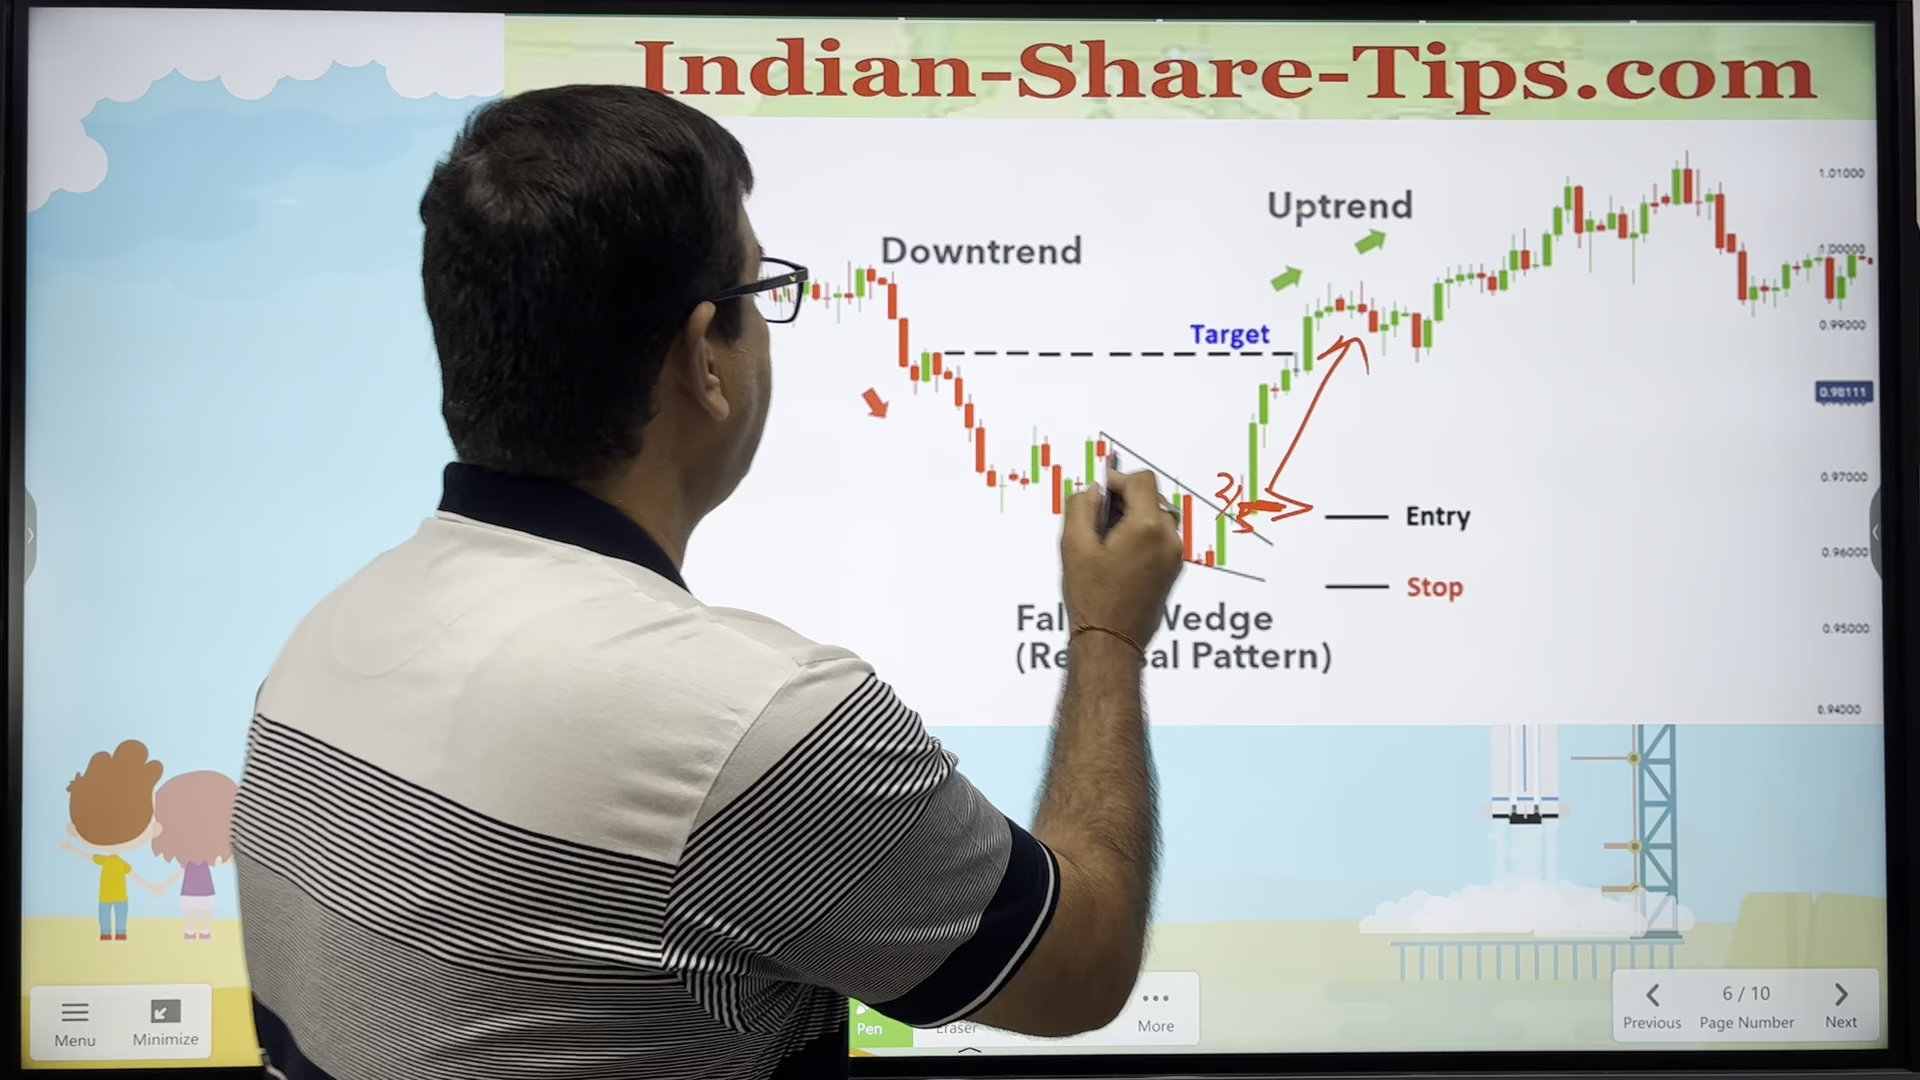 Indian-Share-Tips.com
Downtrend
Uptrend
Target
Entry
Stop
Fal Wedge
(Re al Pattern)
1.01000
1.00000
0.99000
0.98111
0.97000
0.96000
0.95000
0.94000
Menu
Minimize
Pen
Eraser
More
6 / 10
Previous
Page Number
Next